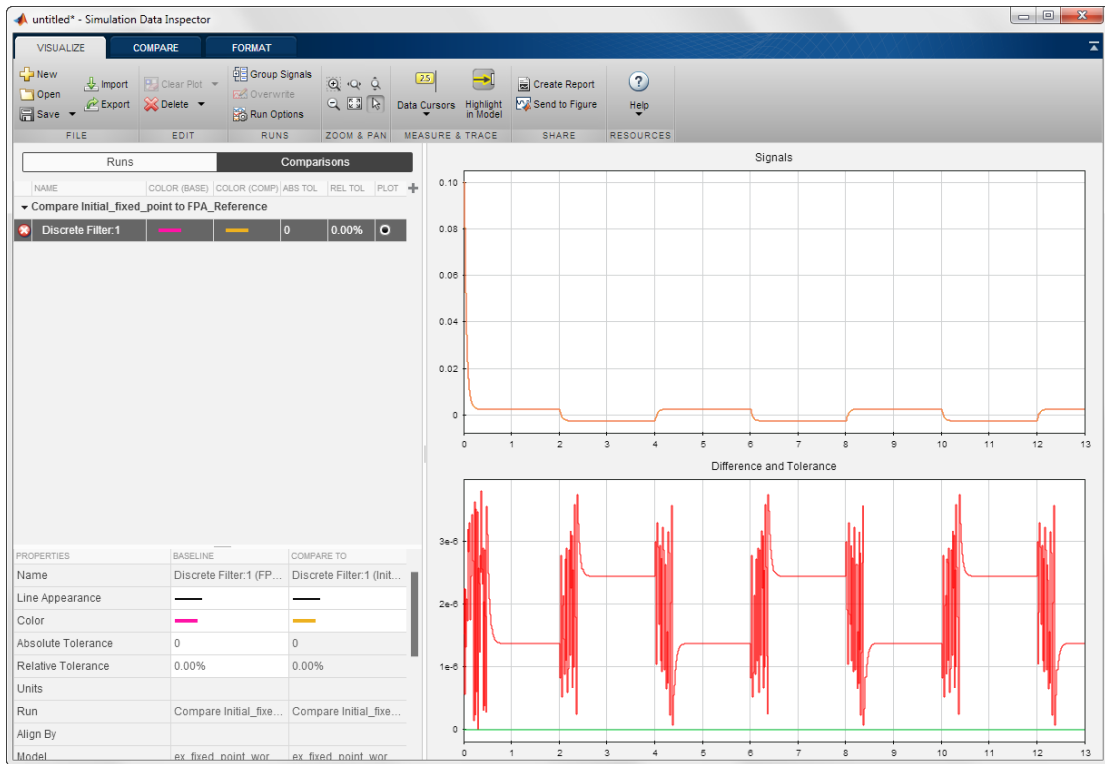 untitled* - Simulation Data Inspector
VISUALIZE COMPARE FORMAT
New
Open
Save
Import
Export
FILE
Clear Plot
Delete
EDIT
Group Signals
Overwrite
Run Options
RUNS
ZOOM & PAN
2.5
Data Cursors
Highlight
in Model
MEASURE & TRACE
Create Report
Send to Figure
SHARE
?
Help
RESOURCES
Runs Comparisons
NAME COLOR (BASE) COLOR (COMP) ABS TOL REL TOL PLOT
Compare Initial_fixed_point to FPA_Reference
Discrete Filter:1 0 0.00%
PROPERTIES BASELINE COMPARE TO
Name Discrete Filter:1 (FP... Discrete Filter:1 (Init...
Line Appearance
Color
Absolute Tolerance 0 0
Relative Tolerance 0.00% 0.00%
Units
Run Compare Initial_fixe... Compare Initial_fixe...
Align By
Model ex_fixed_point_wor ex_fixed_point_wor
Signals
0.10
0.08
0.06
0.04
0.02
0
0 1 2 3 4 5 6 7 8 9 10 11 12 13
Difference and Tolerance
3e-6
2e-6
1e-6
0
0 1 2 3 4 5 6 7 8 9 10 11 12 13